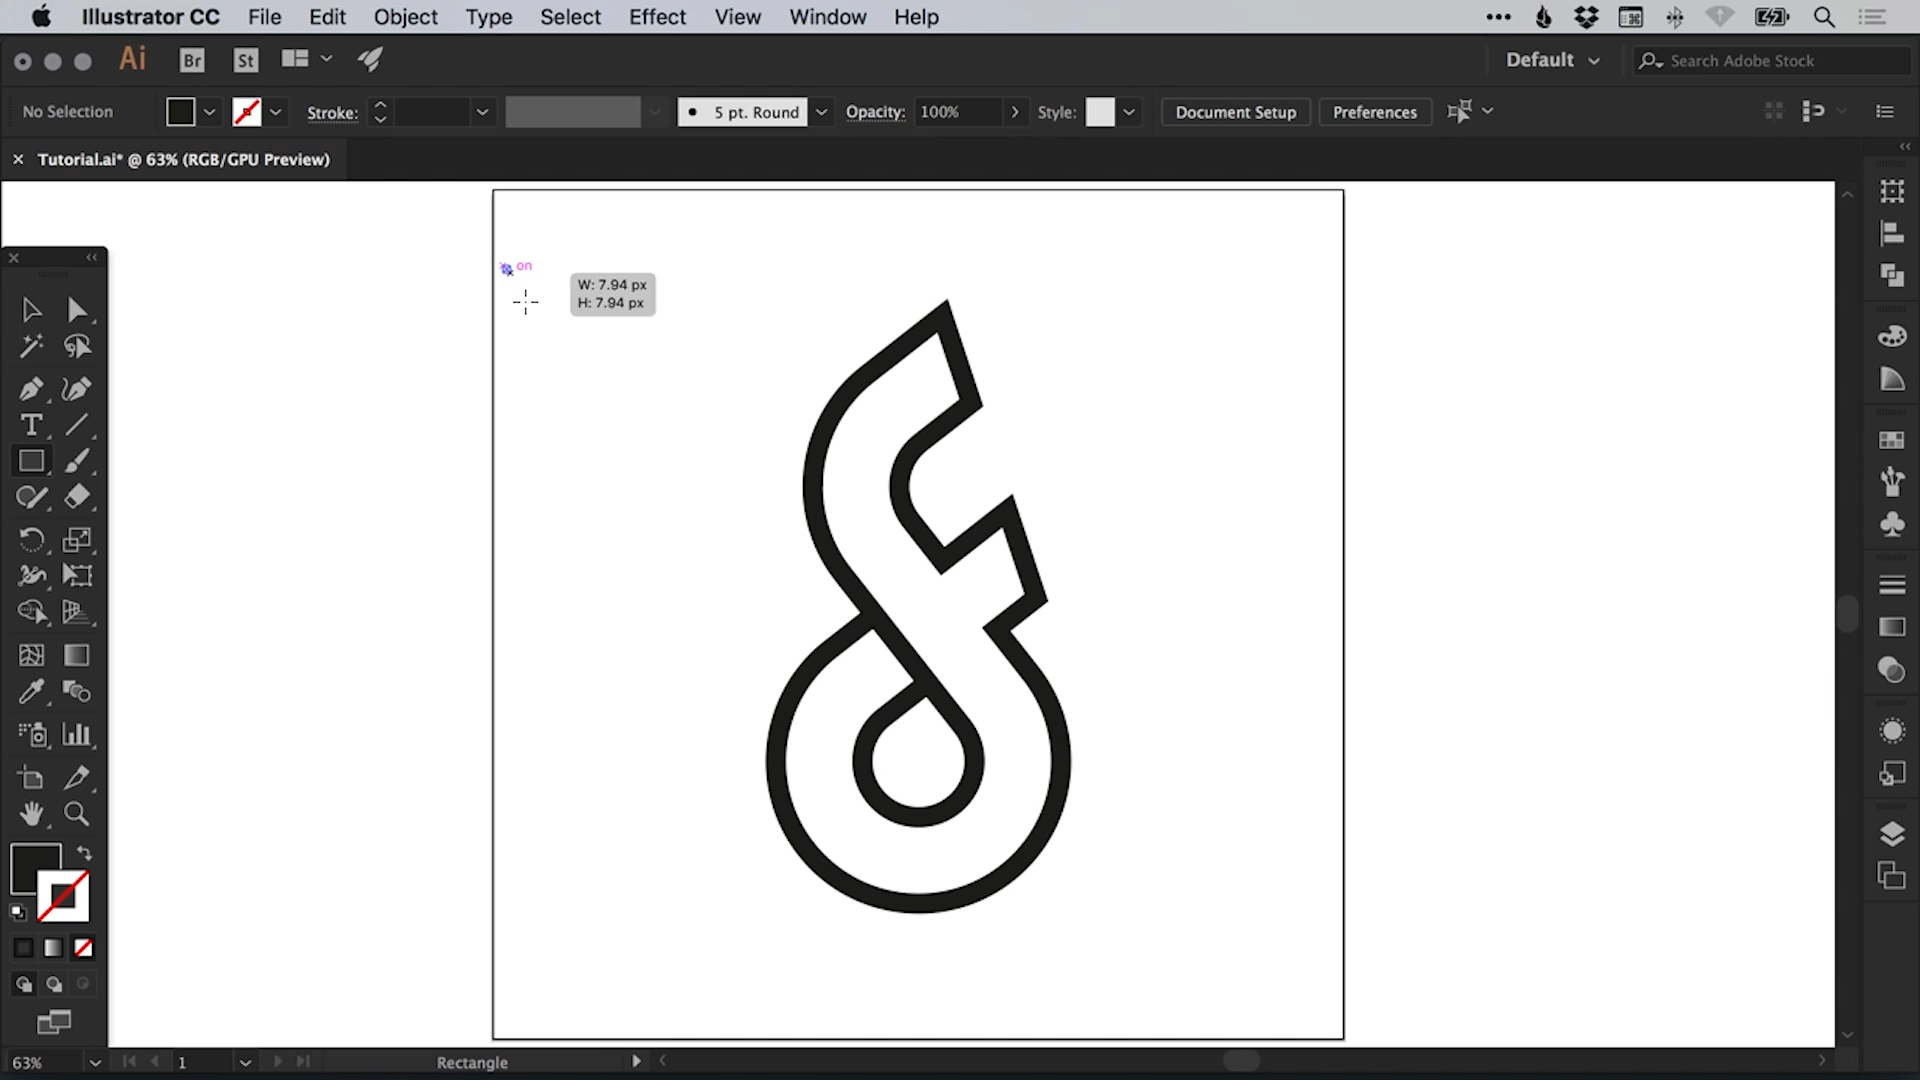 Illustrator CC File Edit Object Type Select Effect View Window Help
Ai Br St Default Search Adobe Stock
No Selection Stroke: 5 pt. Round Opacity: 100% Style: Document Setup Preferences
× Tutorial.ai* @ 63% (RGB/GPU Preview)
on
W: 7.94 px
H: 7.94 px
T
63% 1 Rectangle